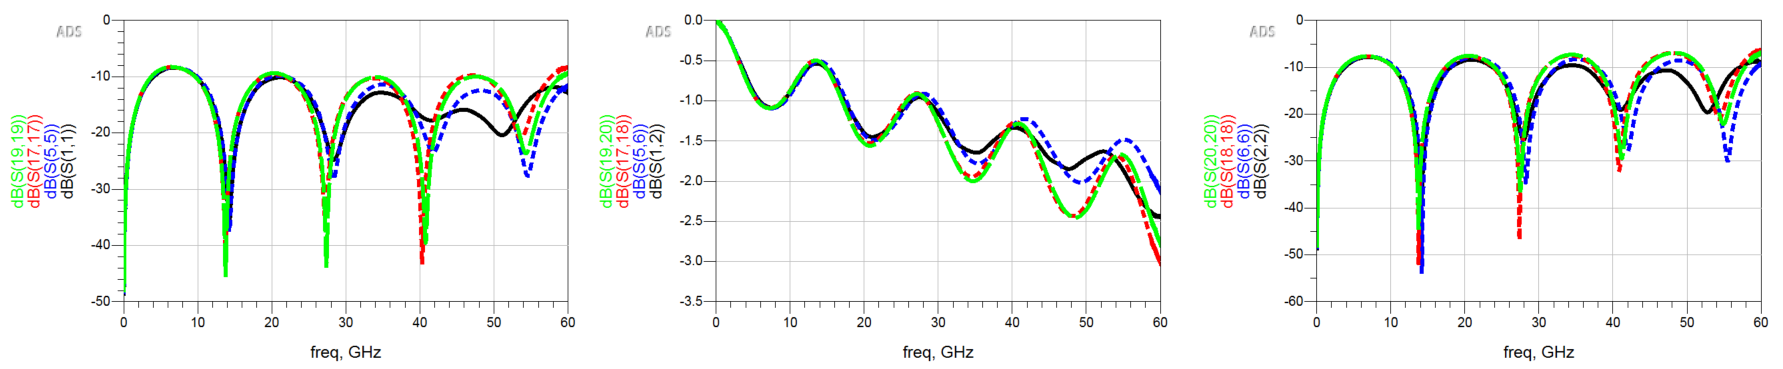 ADS
0
-10
-20
-30
-40
-50
0 10 20 30 40 50 60
freq, GHz
dB(S(19,19))
dB(S(17,17))
dB(S(5,5))
dB(S(1,1))
ADS
0.0
-0.5
-1.0
-1.5
-2.0
-2.5
-3.0
-3.5
0 10 20 30 40 50 60
freq, GHz
dB(S(19,20))
dB(S(17,18))
dB(S(5,6))
dB(S(1,2))
ADS
0
-10
-20
-30
-40
-50
-60
0 10 20 30 40 50 60
freq, GHz
dB(S(20,20))
dB(S(18,18))
dB(S(6,6))
dB(S(2,2))